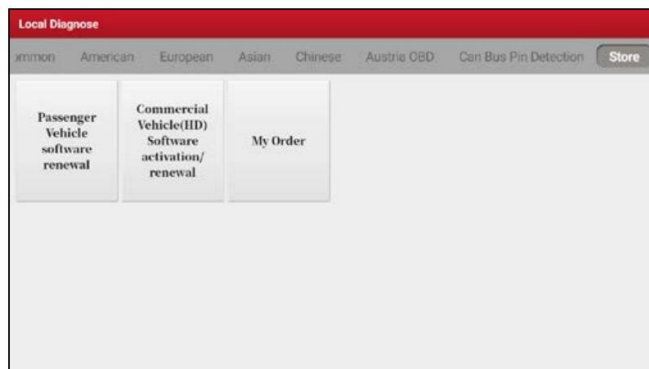 Local Diagnose
ommon American European Asian Chinese Austria OBD Can Bus Pin Detection Store
Passenger
Vehicle
software
renewal
Commercial
Vehicle(HD)
Software
activation/
renewal
My Order